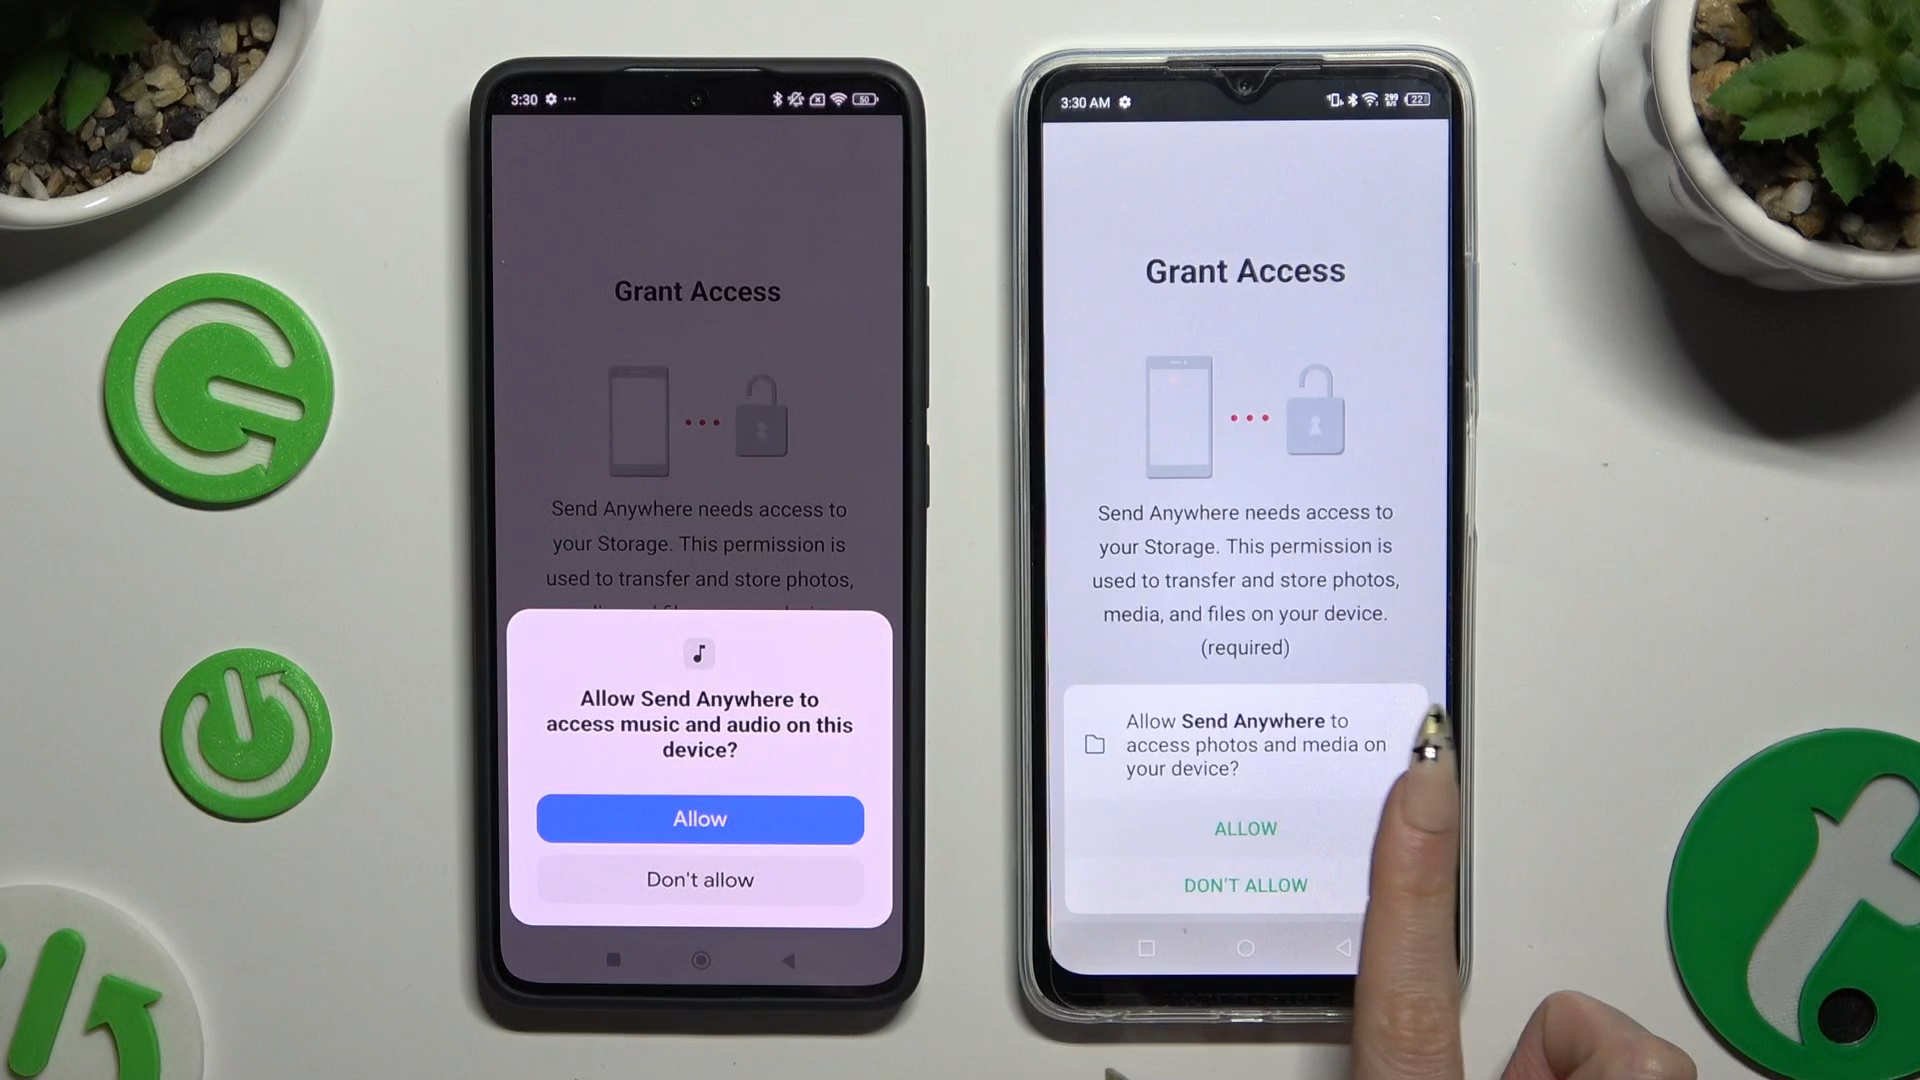 3:30
50
Grant Access
Send Anywhere needs access to
your Storage. This permission is
used to transfer and store photos,
Allow Send Anywhere to
access music and audio on this
device?
Allow
Don't allow
3:30 AM
299
B/S
22
Grant Access
Send Anywhere needs access to
your Storage. This permission is
used to transfer and store photos,
media, and files on your device.
(required)
Allow Send Anywhere to
access photos and media on
your device?
ALLOW
DON'T ALLOW